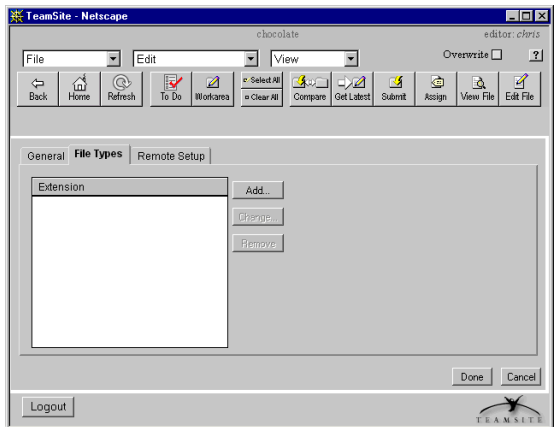 TeamSite - Netscape
chocolate
editor: chris
File
Edit
View
Overwrite
?
Back
Home
Refresh
To Do
Workarea
Select All
Clear All
Compare
Get Latest
Submit
Assign
View File
Edit File
General
File Types
Remote Setup
Extension
Add...
Change...
Remove
Done
Cancel
Logout
TEAMSITE